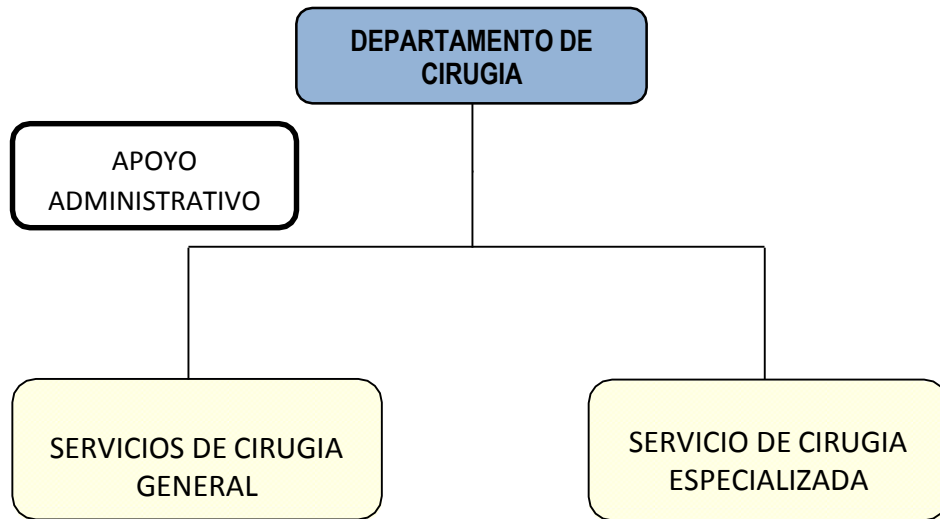 DEPARTAMENTO DE
CIRUGIA
APOYO
ADMINISTRATIVO
SERVICIOS DE CIRUGIA
GENERAL
SERVICIO DE CIRUGIA
ESPECIALIZADA